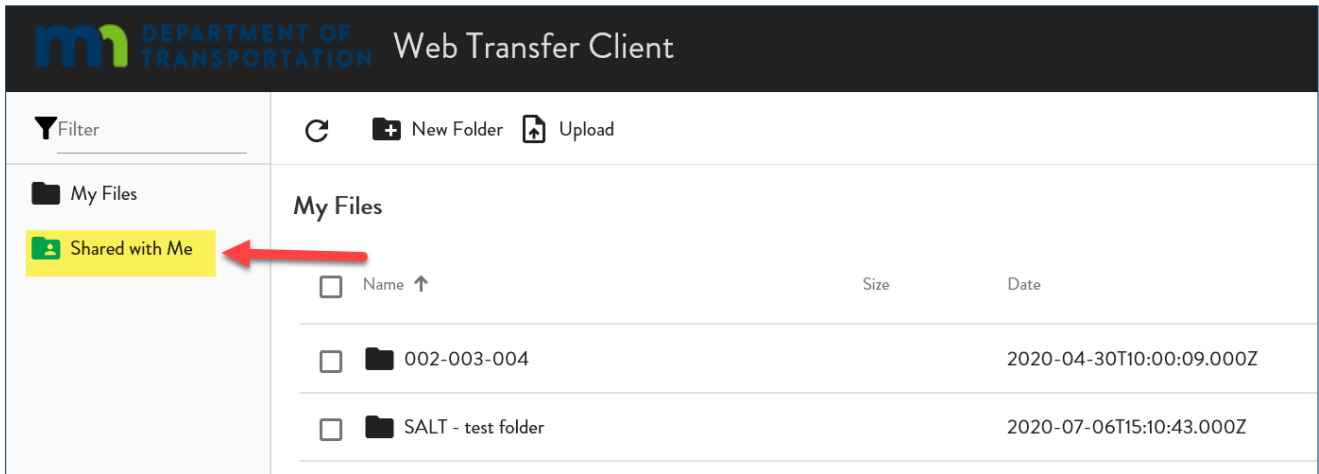 DEPARTMENT OF
TRANSPORTATION
Web Transfer Client
Filter
New Folder Upload
My Files
Shared with Me
My Files
Name Size Date
002-003-004 2020-04-30T10:00:09.000Z
SALT - test folder 2020-07-06T15:10:43.000Z